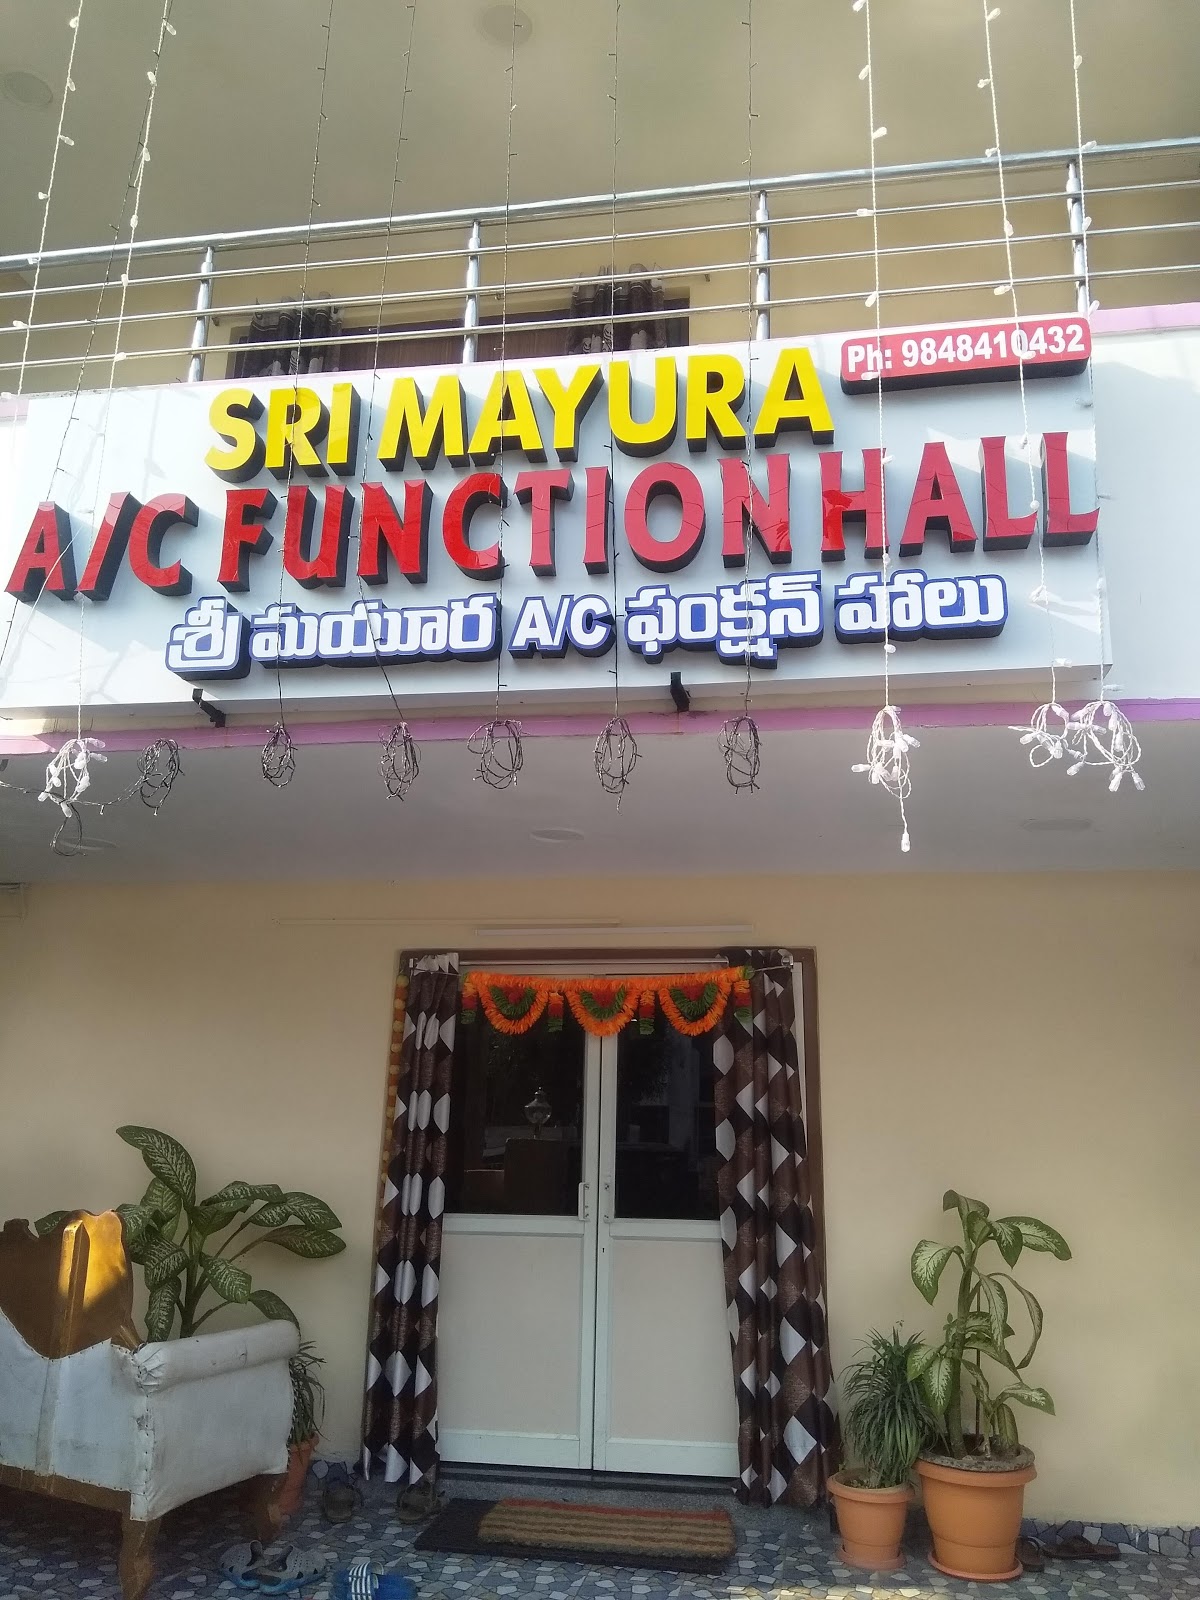 Ph: 9848410432
SRI MAYURA
A/C FUNCTION HALL
శ్రీ మయూర A/C ఫంక్షన్ హాలు